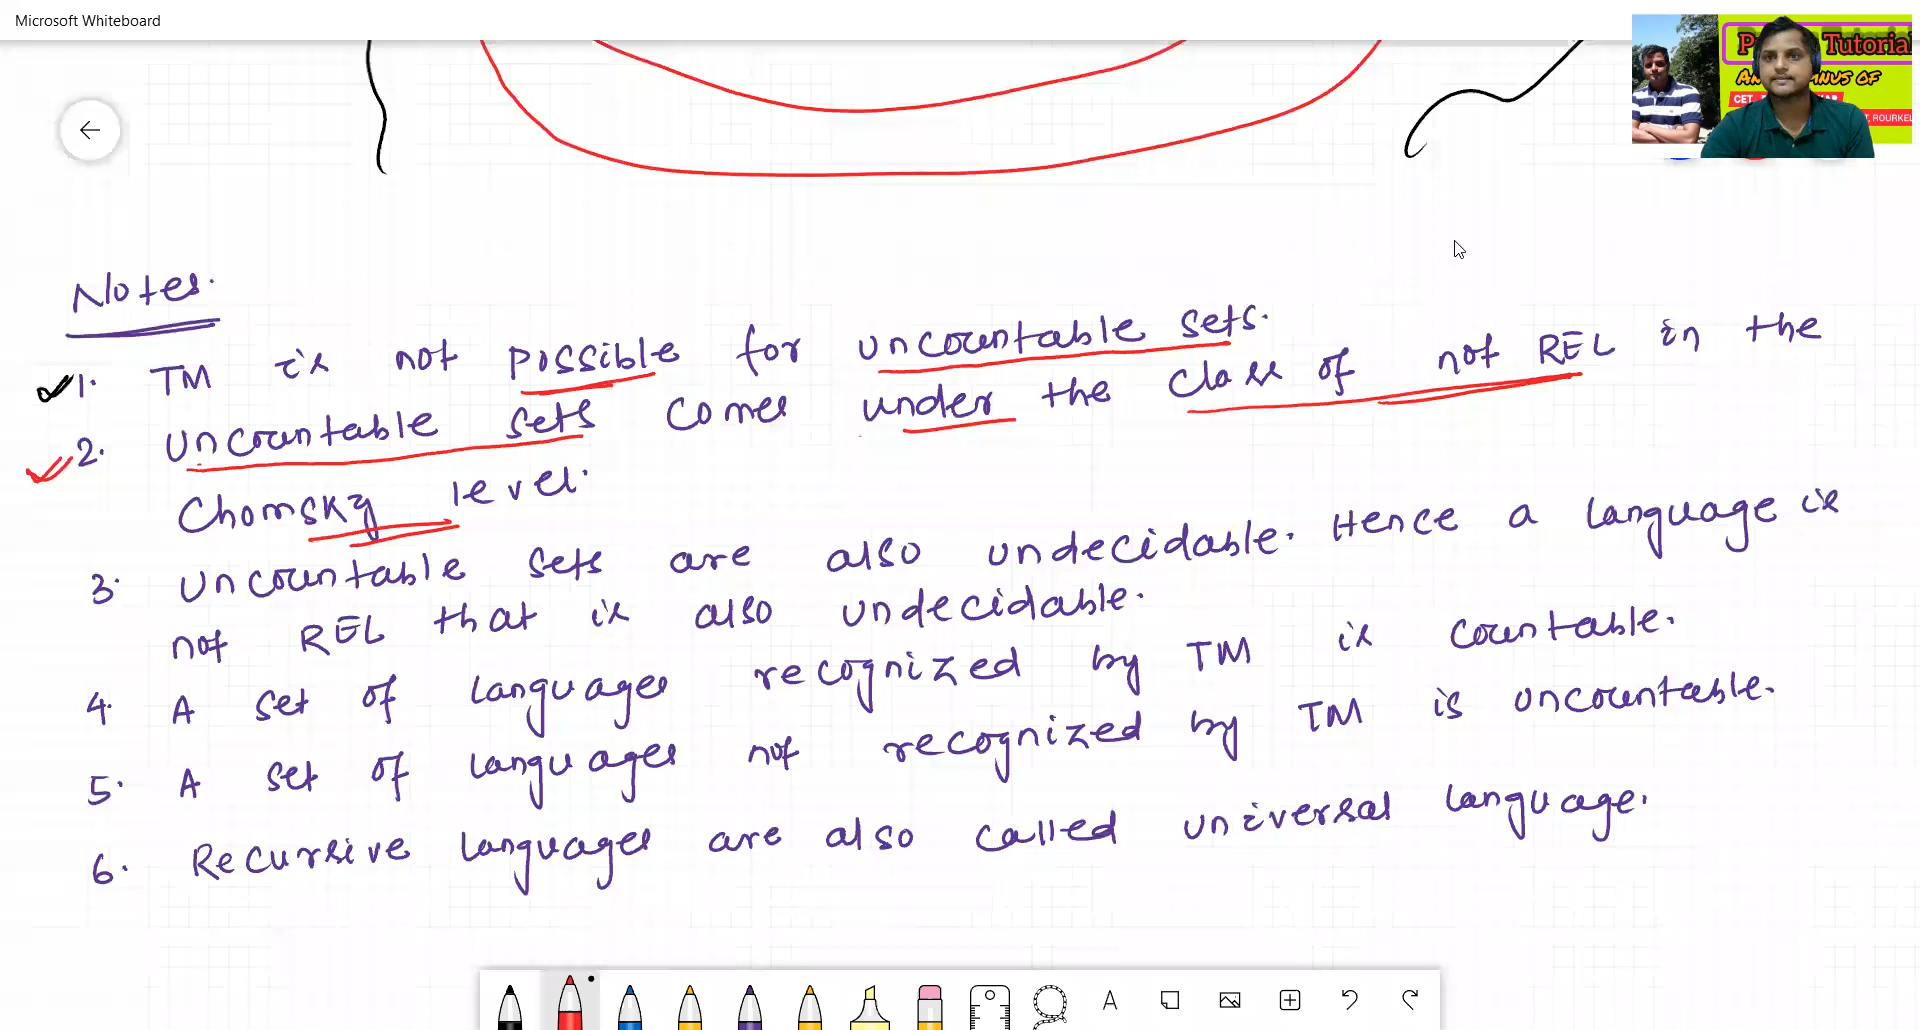 Microsoft Whiteboard
Tutorial
CET
, ROURKEL
Notes.
1. TM is not possible for uncountable sets.
2. Uncountable sets comes under the class of not REL in the
Chomsky level.
3. Uncountable sets are also undecidable. Hence a language is
not REL that is also undecidable.
4. A set of languages recognized by TM is countable.
5. A set of languages not recognized by TM is uncountable.
6. Recursive languages are also called universal language.
A